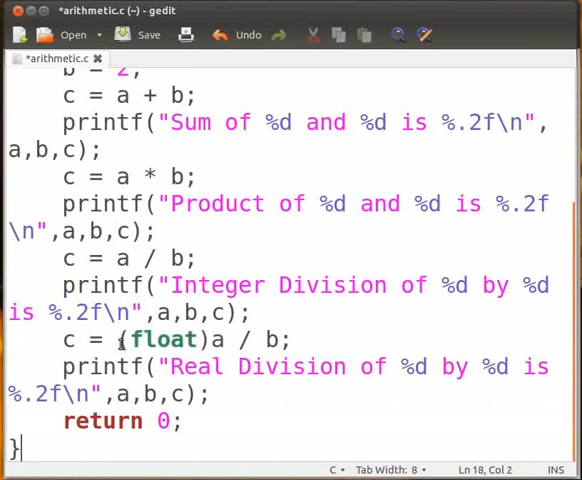 *arithmetic.c (~) - gedit
Open Save Undo
*arithmetic.c
b = 2;
c = a + b;
printf("Sum of %d and %d is %.2f\n",
a,b,c);
c = a * b;
printf("Product of %d and %d is %.2f
\n",a,b,c);
c = a / b;
printf("Integer Division of %d by %d
is %.2f\n",a,b,c);
c = (float)a / b;
printf("Real Division of %d by %d is
%.2f\n",a,b,c);
return 0;
}
C Tab Width: 8 Ln 18, Col 2 INS